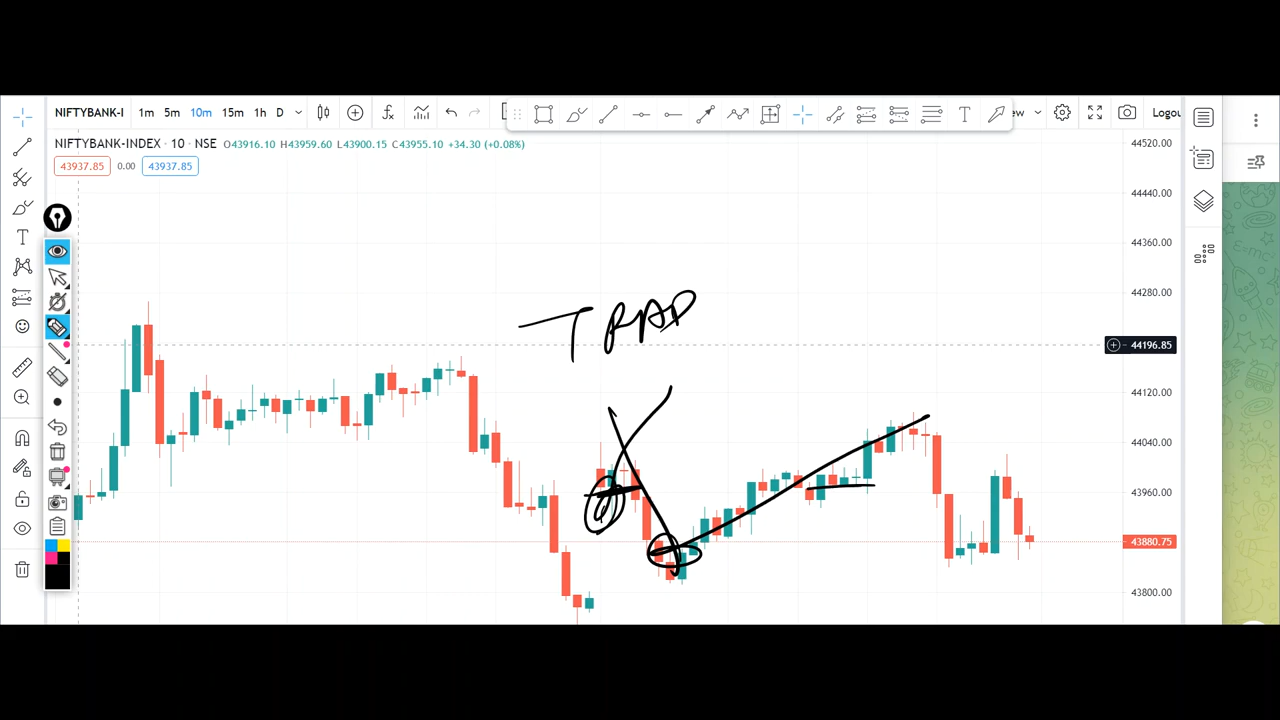 NIFTYBANK-I 1m 5m 10m 15m 1h D ew Logou
NIFTYBANK-INDEX · 10 · NSE O43916.10 H43959.60 L43900.15 C43955.10 +34.30 (+0.08%)
43937.85 0.00 43937.85
44520.00
44440.00
44360.00
44280.00
44196.85
44120.00
44040.00
43960.00
43880.75
43800.00
TRAP